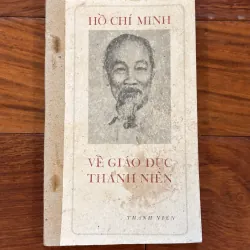 HỒ CHÍ MINH
VỀ GIÁO DỤC
THANH NIÊN
THANH NIÊN